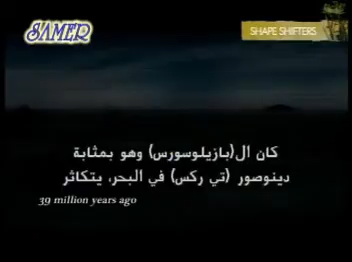 SAMER
SHAPE SHIFTERS
كان ال(بازيلوسورس) وهو بمثابة
دينوصور (تي ركس) في البحر، يتكاثر
39 million years ago